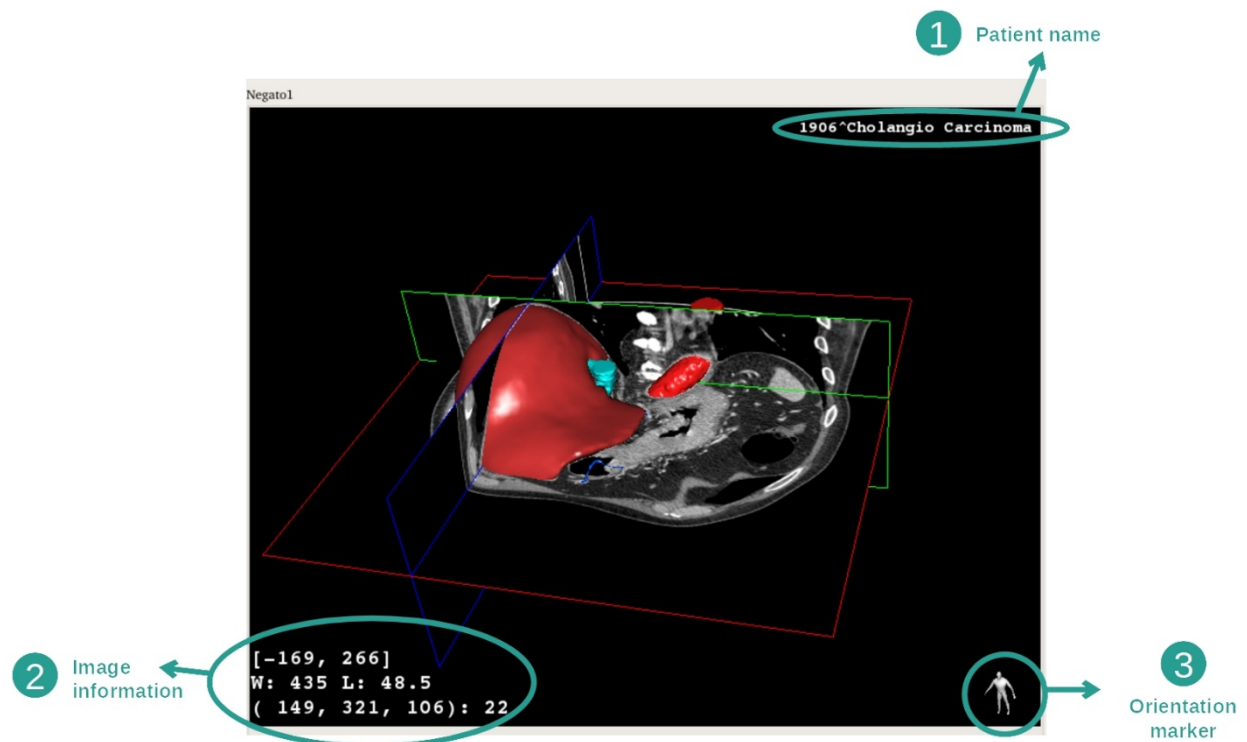 1 Patient name
Negato1
1906^Cholangio Carcinoma
[-169, 266]
W: 435 L: 48.5
( 149, 321, 106): 22
2 Image
information
3
Orientation
marker